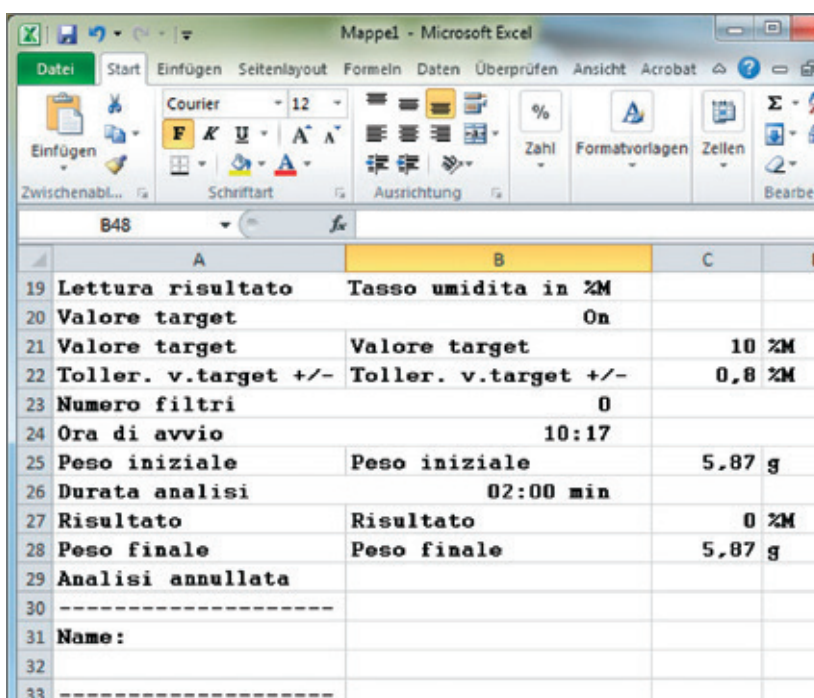 Mappe1 - Microsoft Excel
Datei Start Einfügen Seitenlayout Formeln Daten Überprüfen Ansicht Acrobat
Courier 12
F K U A A
Einfügen
% Zahl Formatvorlagen Zellen
Zwischenabl... Schriftart Ausrichtung Bearbe
B48 fx
A B C
19 Lettura risultato Tasso umidita in %M
20 Valore target On
21 Valore target Valore target 10 %M
22 Toller. v.target +/- Toller. v.target +/- 0,8 %M
23 Numero filtri 0
24 Ora di avvio 10:17
25 Peso iniziale Peso iniziale 5,87 g
26 Durata analisi 02:00 min
27 Risultato Risultato 0 %M
28 Peso finale Peso finale 5,87 g
29 Analisi annullata
30 --------------------
31 Name:
32
33 --------------------